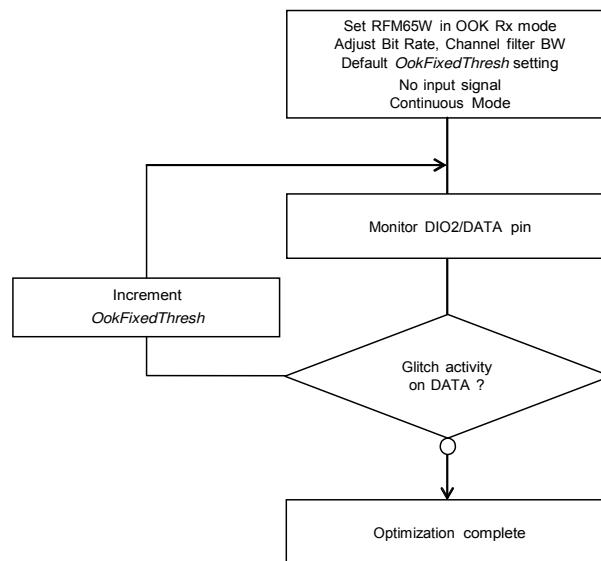 Set RFM65W in OOK Rx mode
Adjust Bit Rate, Channel filter BW
Default OokFixedThresh setting
No input signal
Continuous Mode
Monitor DIO2/DATA pin
Increment
OokFixedThresh
Glitch activity
on DATA ?
Optimization complete